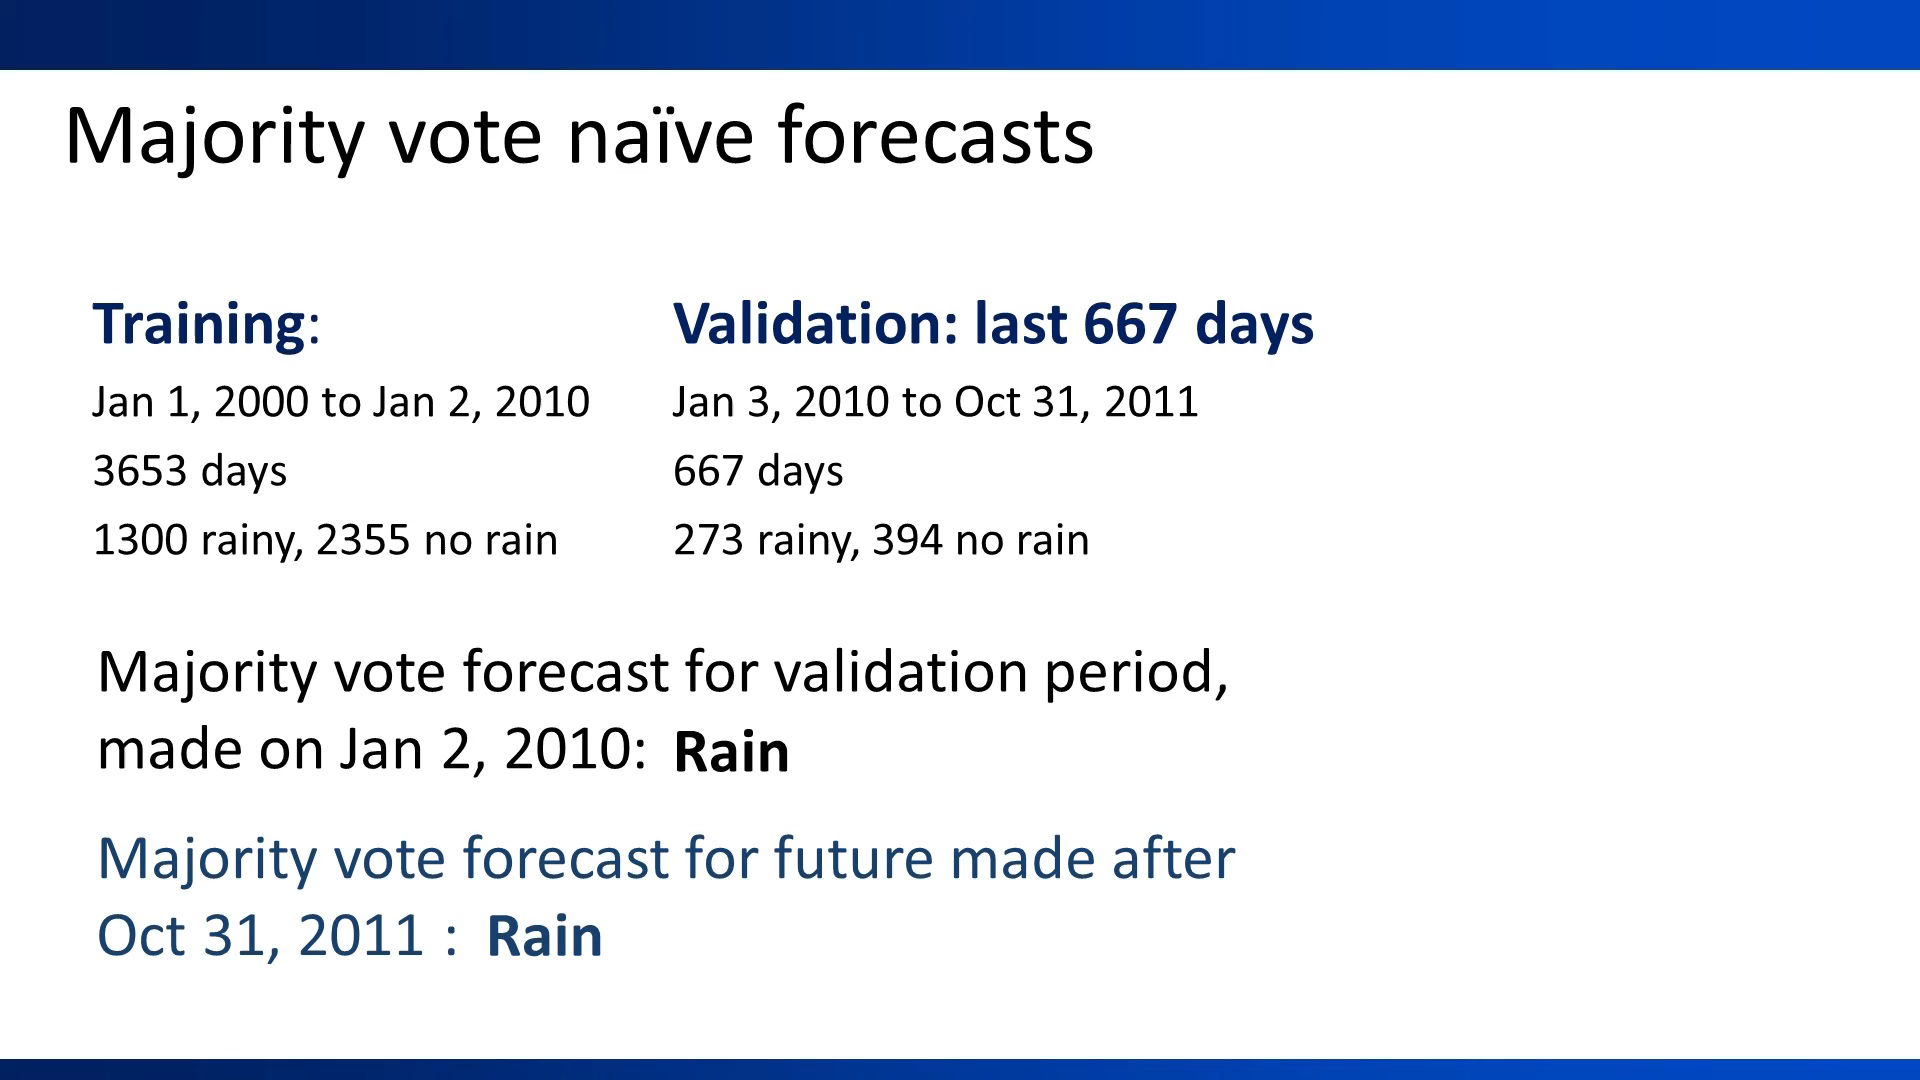 Majority vote naïve forecasts
Training:
Jan 1, 2000 to Jan 2, 2010
3653 days
1300 rainy, 2355 no rain
Validation: last 667 days
Jan 3, 2010 to Oct 31, 2011
667 days
273 rainy, 394 no rain
Majority vote forecast for validation period,
made on Jan 2, 2010: Rain
Majority vote forecast for future made after
Oct 31, 2011 : Rain